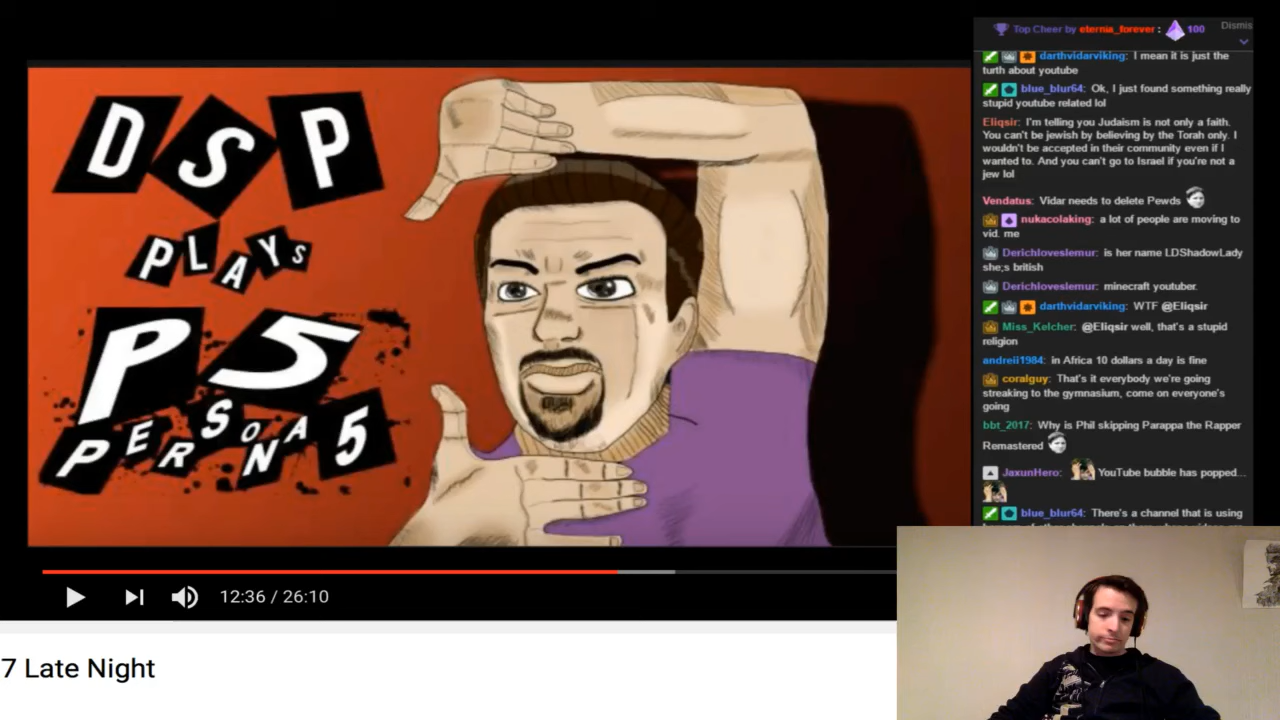 DSP
PLAYS
P5
PERSONA 5
Top Cheer by eternia_forever : 100
Dismis
darthvidarviking: I mean it is just the
turth about youtube
blue_blur64: Ok, I just found something really
stupid youtube related lol
Eliqsir: I'm telling you Judaism is not only a faith.
You can't be jewish by believing by the Torah only. I
wouldn't be accepted in their community even if I
wanted to. And you can't go to Israel if you're not a
jew lol
Vendatus: Vidar needs to delete Pewds
nukacolaking: a lot of people are moving to
vid. me
Derichloveslemur: is her name LDShadowLady
she;s british
Derichloveslemur: minecraft youtuber.
darthvidarviking: WTF @Eliqsir
Miss_Kelcher: @Eliqsir well, that's a stupid
religion
andreii1984: in Africa 10 dollars a day is fine
coralguy: That's it everybody we're going
streaking to the gymnasium, come on everyone's
going
bbt_2017: Why is Phil skipping Parappa the Rapper
Remastered
JaxunHero: YouTube bubble has popped...
blue_blur64: There's a channel that is using
12:36 / 26:10
7 Late Night